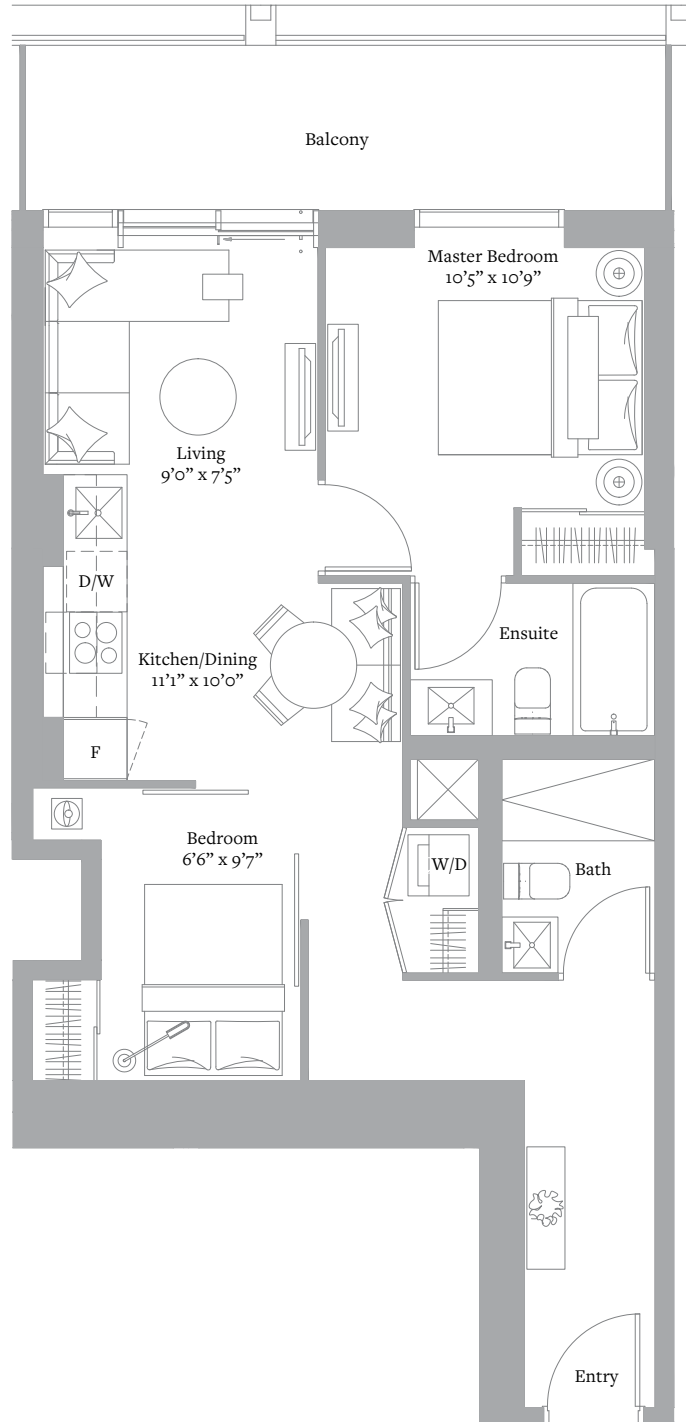 Balcony
Master Bedroom
10’5” x 10’9”
Living
9’0” x 7’5”
D/W
Ensuite
Kitchen/Dining
11’1” x 10’0”
F
Bedroom
6’6” x 9’7”
W/D
Bath
Entry